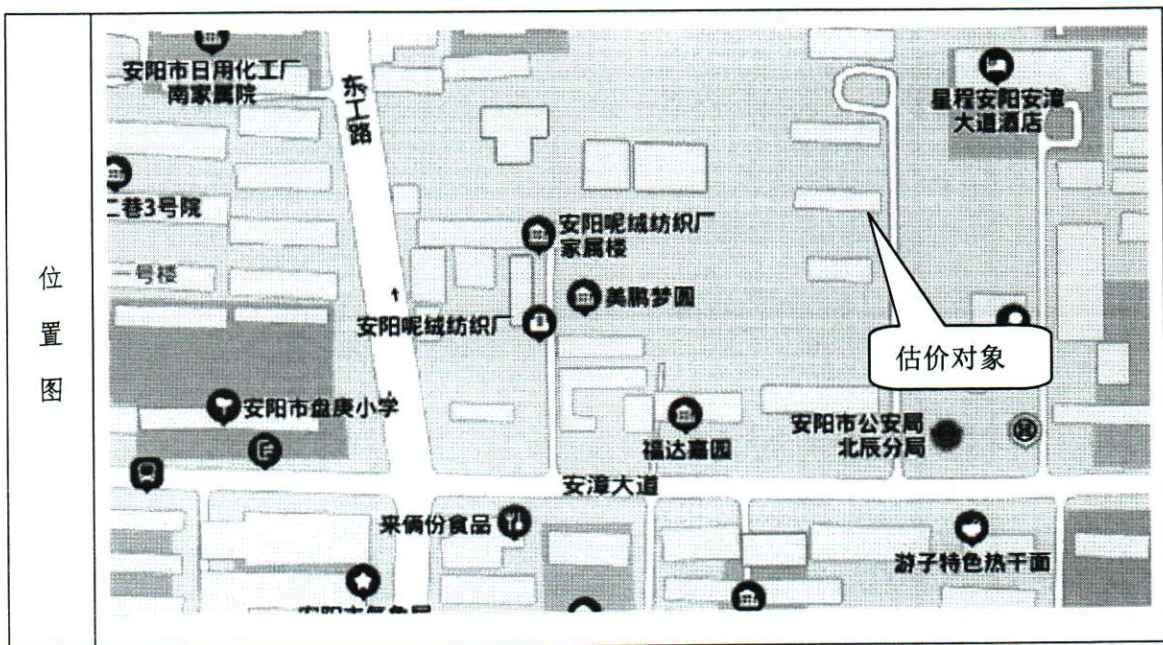 位
置
图
安阳市日用化工厂
南家属院
东工路
星程安阳安漳
大道酒店
二巷3号院
安阳呢绒纺织厂
家属楼
一号楼
美鹏梦圆
安阳呢绒纺织厂
估价对象
安阳市盘庚小学
福达嘉园
安阳市公安局
北辰分局
安漳大道
来俩份食品
游子特色热干面